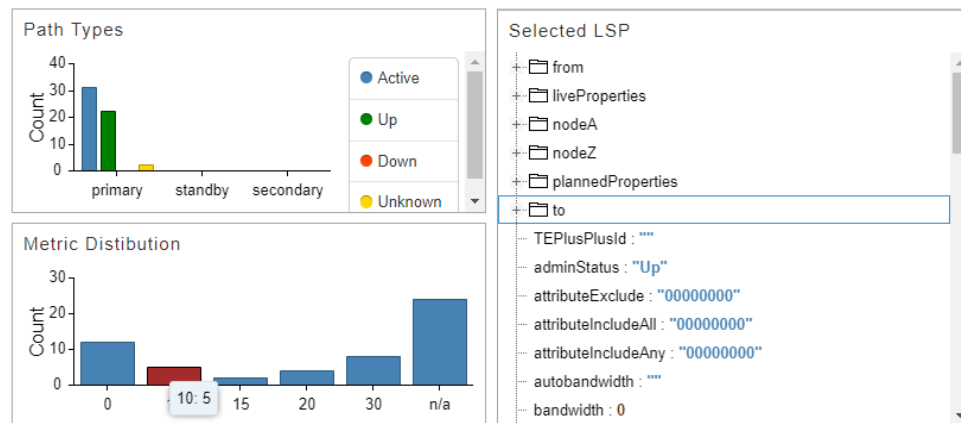 Path Types
40
30
20
10
0
Count
primary
standby
secondary
Active
Up
Down
Unknown
Metric Distibution
30
20
10
0
Count
0
10: 5
15
20
30
n/a
Selected LSP
from
liveProperties
nodeA
nodeZ
plannedProperties
to
TEPlusPlusId : ""
adminStatus : "Up"
attributeExclude : "00000000"
attributeIncludeAll : "00000000"
attributeIncludeAny : "00000000"
autobandwidth : ""
bandwidth : 0